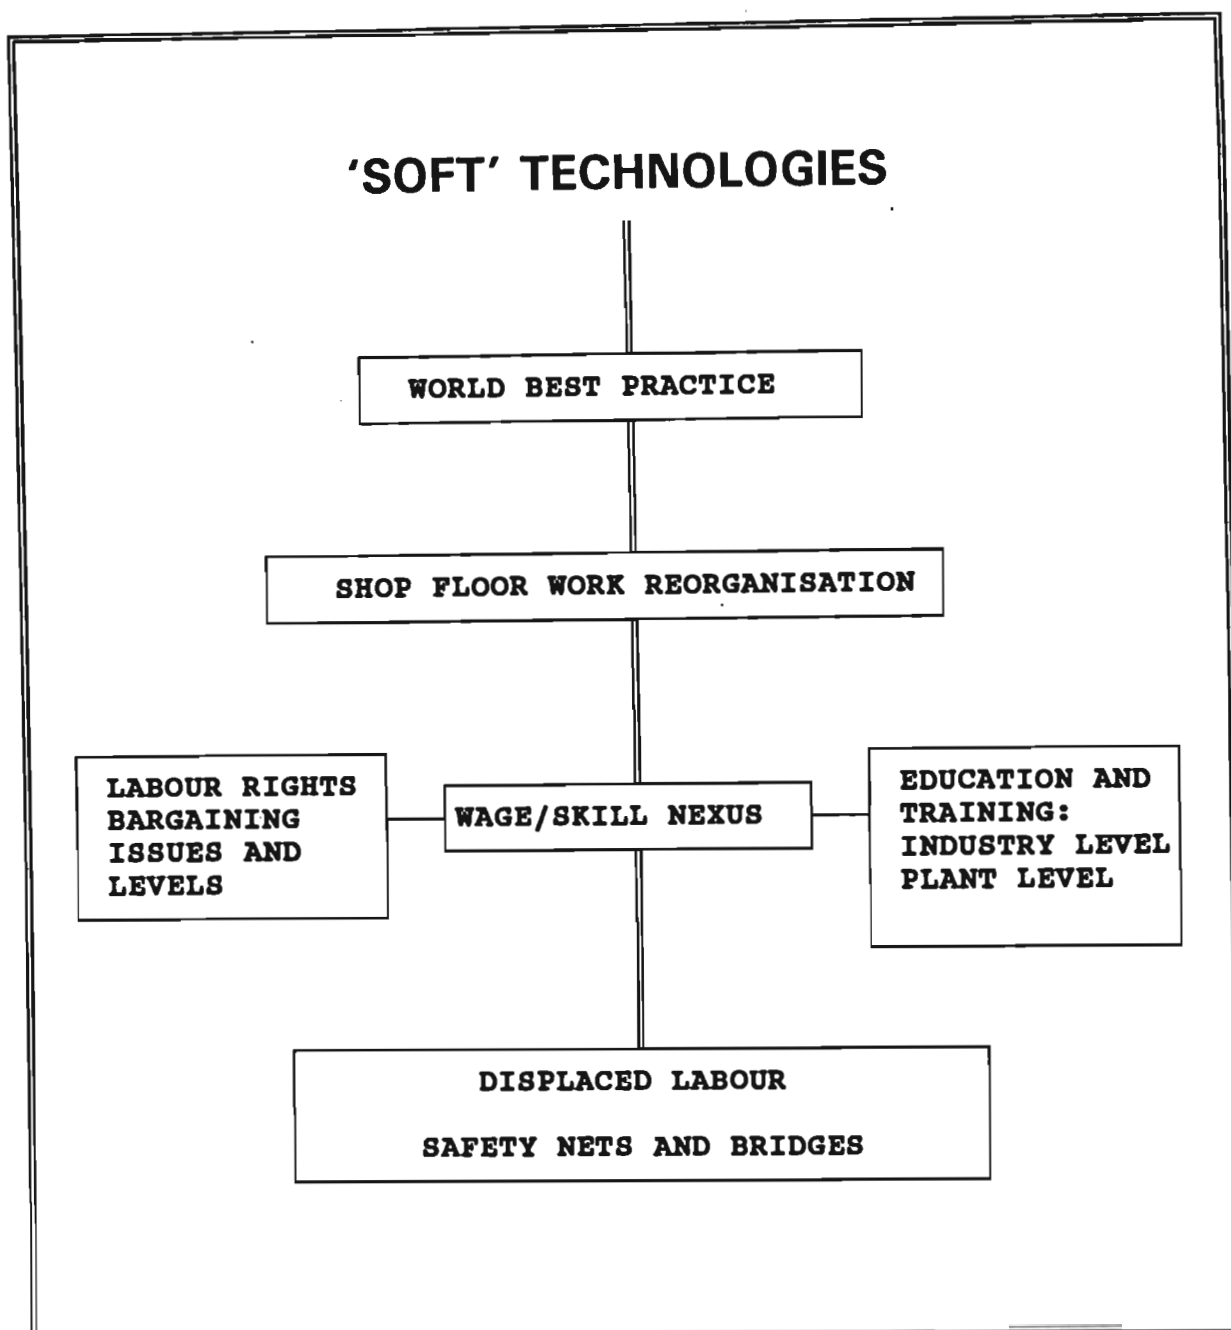 ‘SOFT’ TECHNOLOGIES
WORLD BEST PRACTICE
SHOP FLOOR WORK REORGANISATION
LABOUR RIGHTS
BARGAINING
ISSUES AND
LEVELS
WAGE/SKILL NEXUS
EDUCATION AND
TRAINING:
INDUSTRY LEVEL
PLANT LEVEL
DISPLACED LABOUR
SAFETY NETS AND BRIDGES